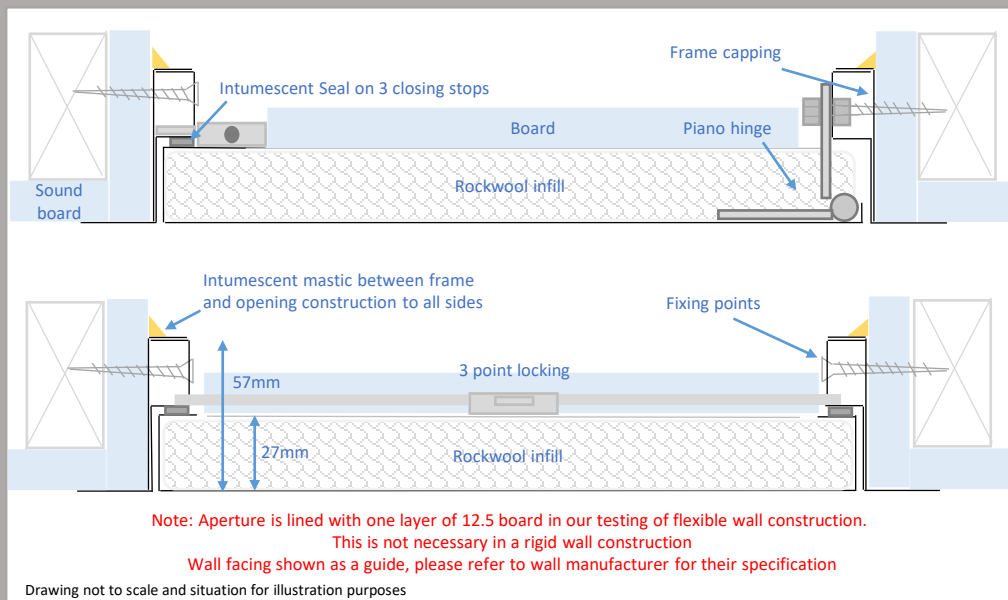 Frame capping
Intumescent Seal on 3 closing stops
Board
Piano hinge
Rockwool infill
Sound
board
Intumescent mastic between frame
and opening construction to all sides
Fixing points
3 point locking
57mm
27mm
Rockwool infill
Note: Aperture is lined with one layer of 12.5 board in our testing of flexible wall construction.
This is not necessary in a rigid wall construction
Wall facing shown as a guide, please refer to wall manufacturer for their specification
Drawing not to scale and situation for illustration purposes